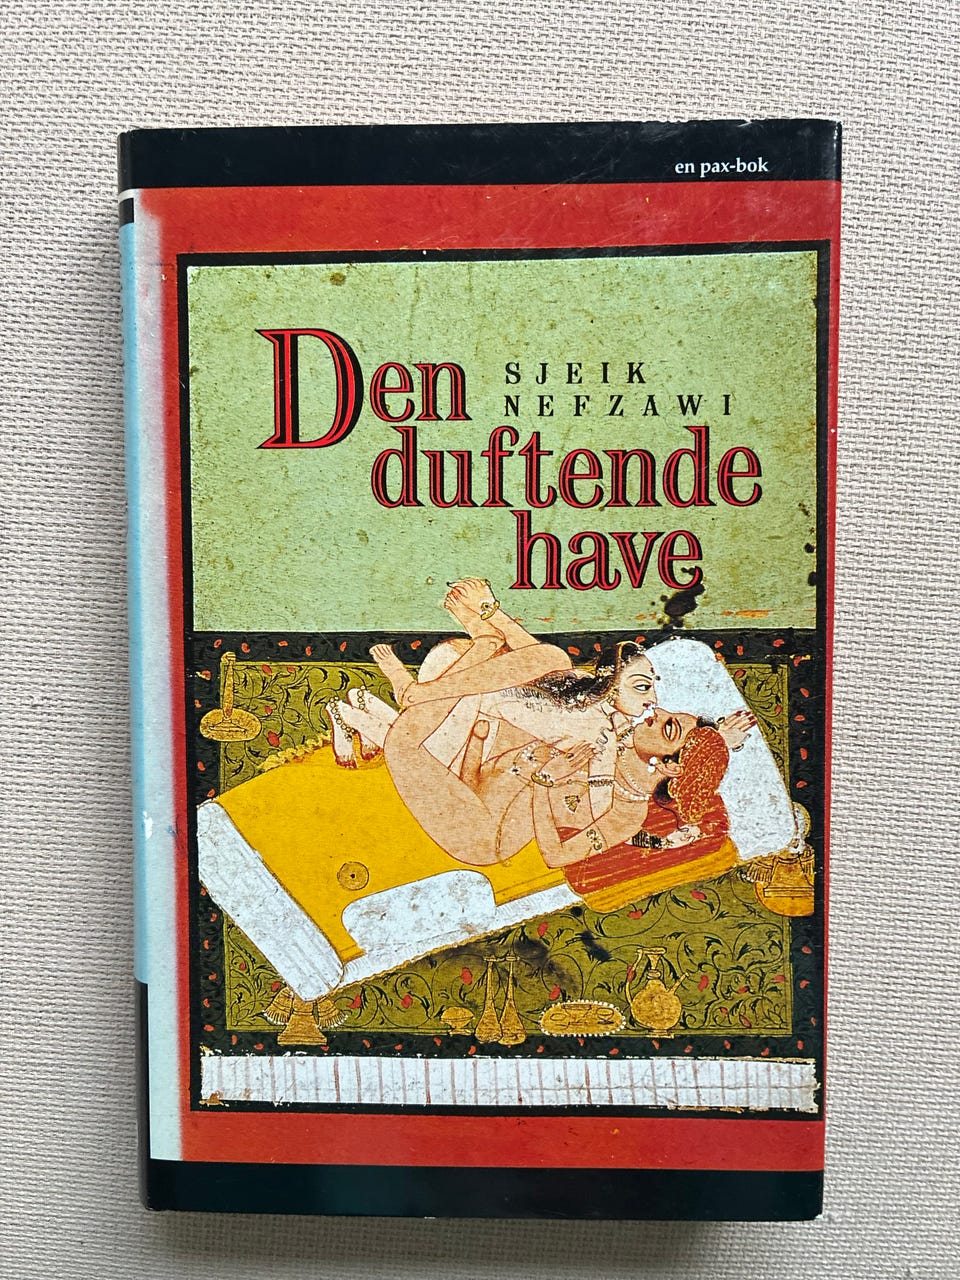 en pax-bok
Den
SJEIK
NEFZAWI
duftende
have